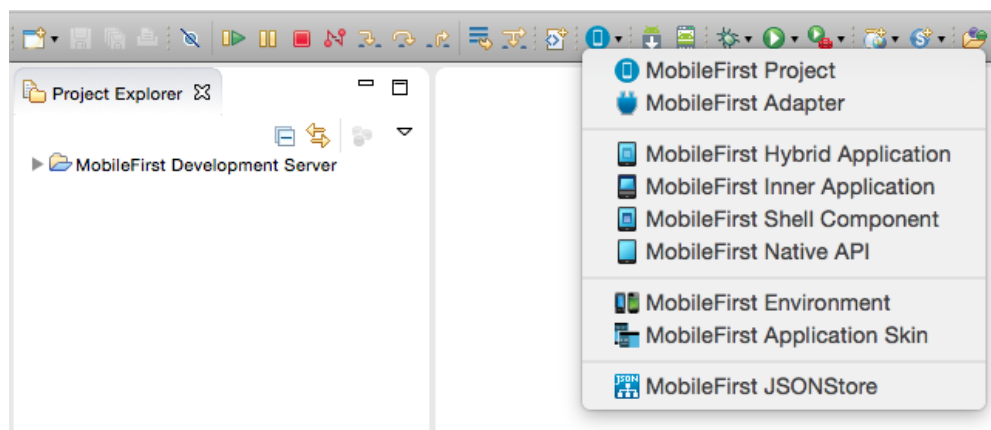 MobileFirst Project
Project Explorer
MobileFirst Adapter
MobileFirst Development Server
MobileFirst Hybrid Application
MobileFirst Inner Application
MobileFirst Shell Component
MobileFirst Native API
MobileFirst Environment
MobileFirst Application Skin
JSON
MobileFirst JSONStore